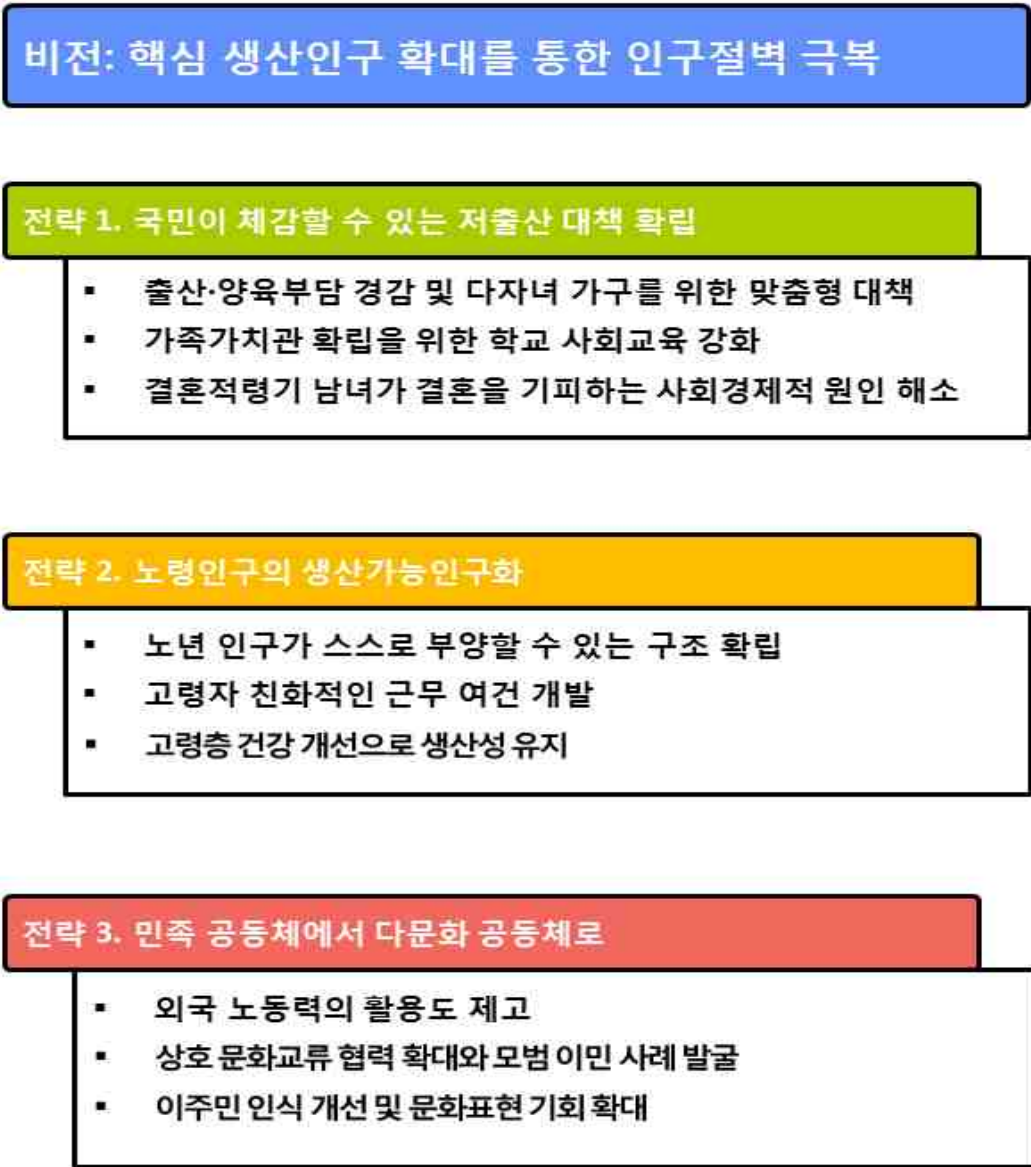 비전: 핵심 생산인구 확대를 통한 인구절벽 극복
전략 1. 국민이 체감할 수 있는 저출산 대책 확립
▪ 출산·양육부담 경감 및 다자녀 가구를 위한 맞춤형 대책
▪ 가족가치관 확립을 위한 학교 사회교육 강화
▪ 결혼적령기 남녀가 결혼을 기피하는 사회경제적 원인 해소
전략 2. 노령인구의 생산가능인구화
▪ 노년 인구가 스스로 부양할 수 있는 구조 확립
▪ 고령자 친화적인 근무 여건 개발
▪ 고령층 건강 개선으로 생산성 유지
전략 3. 민족 공동체에서 다문화 공동체로
▪ 외국 노동력의 활용도 제고
▪ 상호 문화교류 협력 확대와 모범 이민 사례 발굴
▪ 이주민 인식 개선 및 문화표현 기회 확대